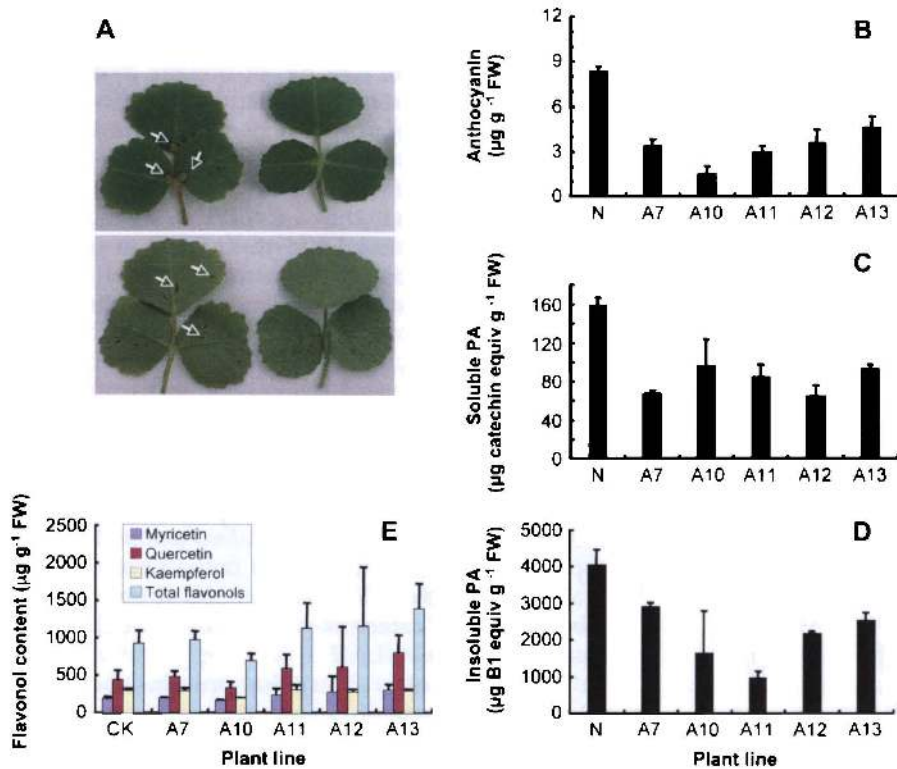 A
B
Anthocyanin
(µg g⁻¹ FW)
12
9
6
3
0
N A7 A10 A11 A12 A13
C
Soluble PA
(µg catechin equiv g⁻¹ FW)
160
120
80
40
0
N A7 A10 A11 A12 A13
E
Flavonol content (µg g⁻¹ FW)
2500
2000
1500
1000
500
0
Myricetin
Quercetin
Kaempferol
Total flavonols
CK A7 A10 A11 A12 A13
Plant line
D
Insoluble PA
(µg B1 equiv g⁻¹ FW)
5000
4000
3000
2000
1000
0
N A7 A10 A11 A12 A13
Plant line